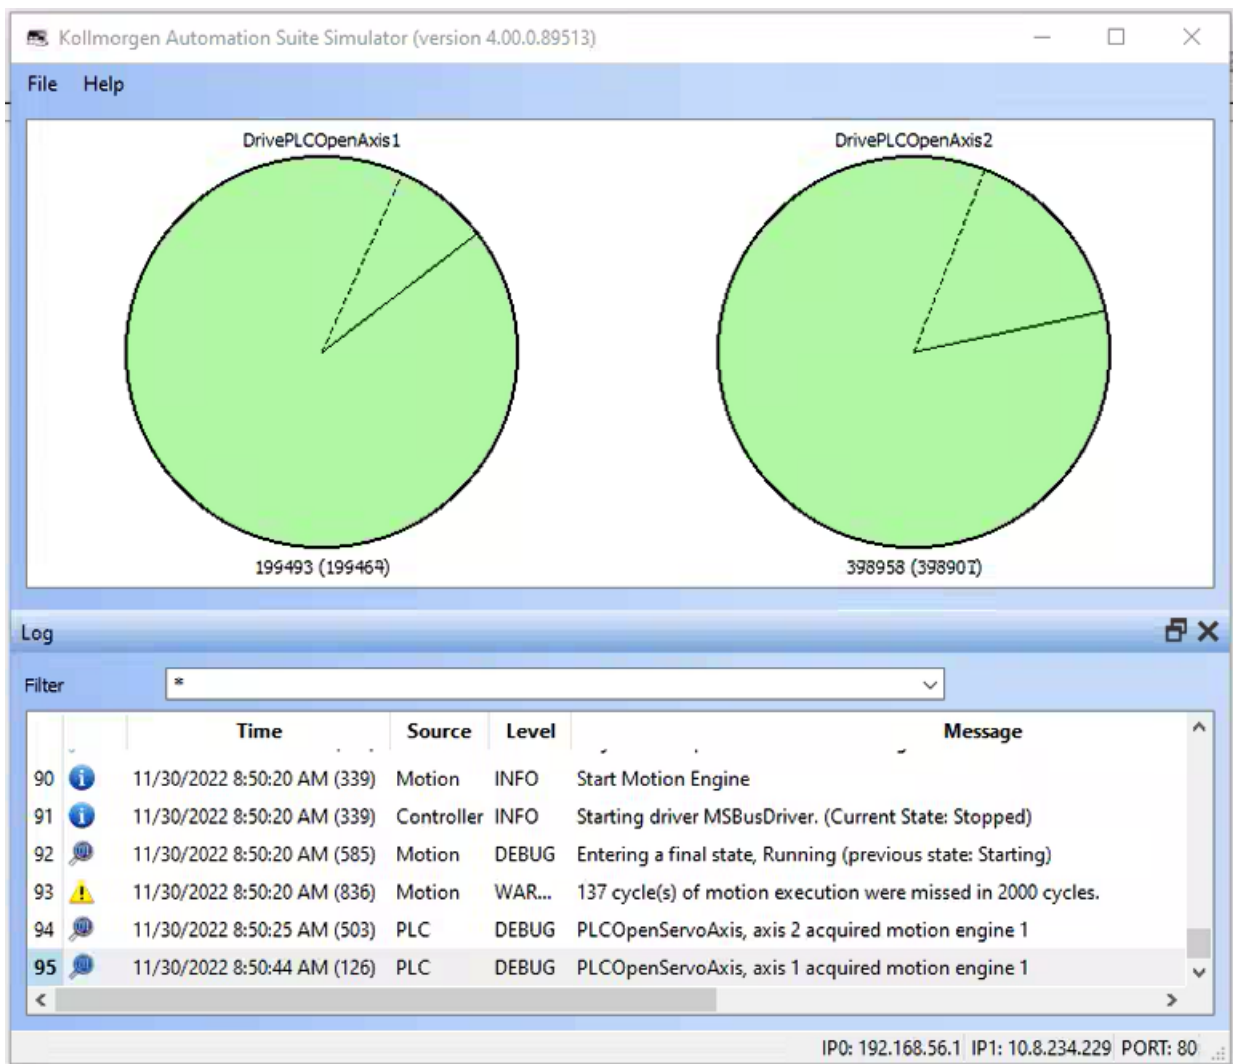 Kollmorgen Automation Suite Simulator (version 4.00.0.89513)
File Help
DrivePLCOpenAxis1 DrivePLCOpenAxis2
199493 (199464) 398958 (398901)
Log
Filter *
Time Source Level Message
90 11/30/2022 8:50:20 AM (339) Motion INFO Start Motion Engine
91 11/30/2022 8:50:20 AM (339) Controller INFO Starting driver MSBusDriver. (Current State: Stopped)
92 11/30/2022 8:50:20 AM (585) Motion DEBUG Entering a final state, Running (previous state: Starting)
93 11/30/2022 8:50:20 AM (836) Motion WAR... 137 cycle(s) of motion execution were missed in 2000 cycles.
94 11/30/2022 8:50:25 AM (503) PLC DEBUG PLCOpenServoAxis, axis 2 acquired motion engine 1
95 11/30/2022 8:50:44 AM (126) PLC DEBUG PLCOpenServoAxis, axis 1 acquired motion engine 1
IP0: 192.168.56.1 IP1: 10.8.234.229 PORT: 80